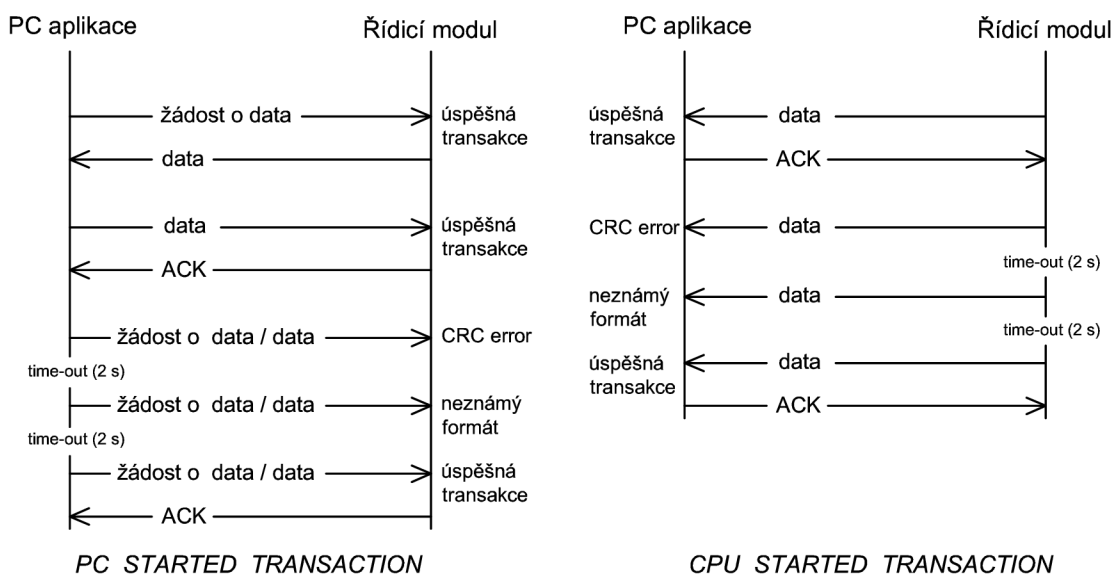 PC aplikace
Řídicí modul
žádost o data
úspěšná
transakce
data
data
úspěšná
transakce
ACK
žádost o data / data
CRC error
time-out (2 s)
žádost o data / data
neznámý
formát
time-out (2 s)
žádost o data / data
úspěšná
transakce
ACK
PC STARTED TRANSACTION
PC aplikace
Řídicí modul
úspěšná
transakce
data
ACK
CRC error
data
time-out (2 s)
neznámý
formát
data
time-out (2 s)
úspěšná
transakce
data
ACK
CPU STARTED TRANSACTION